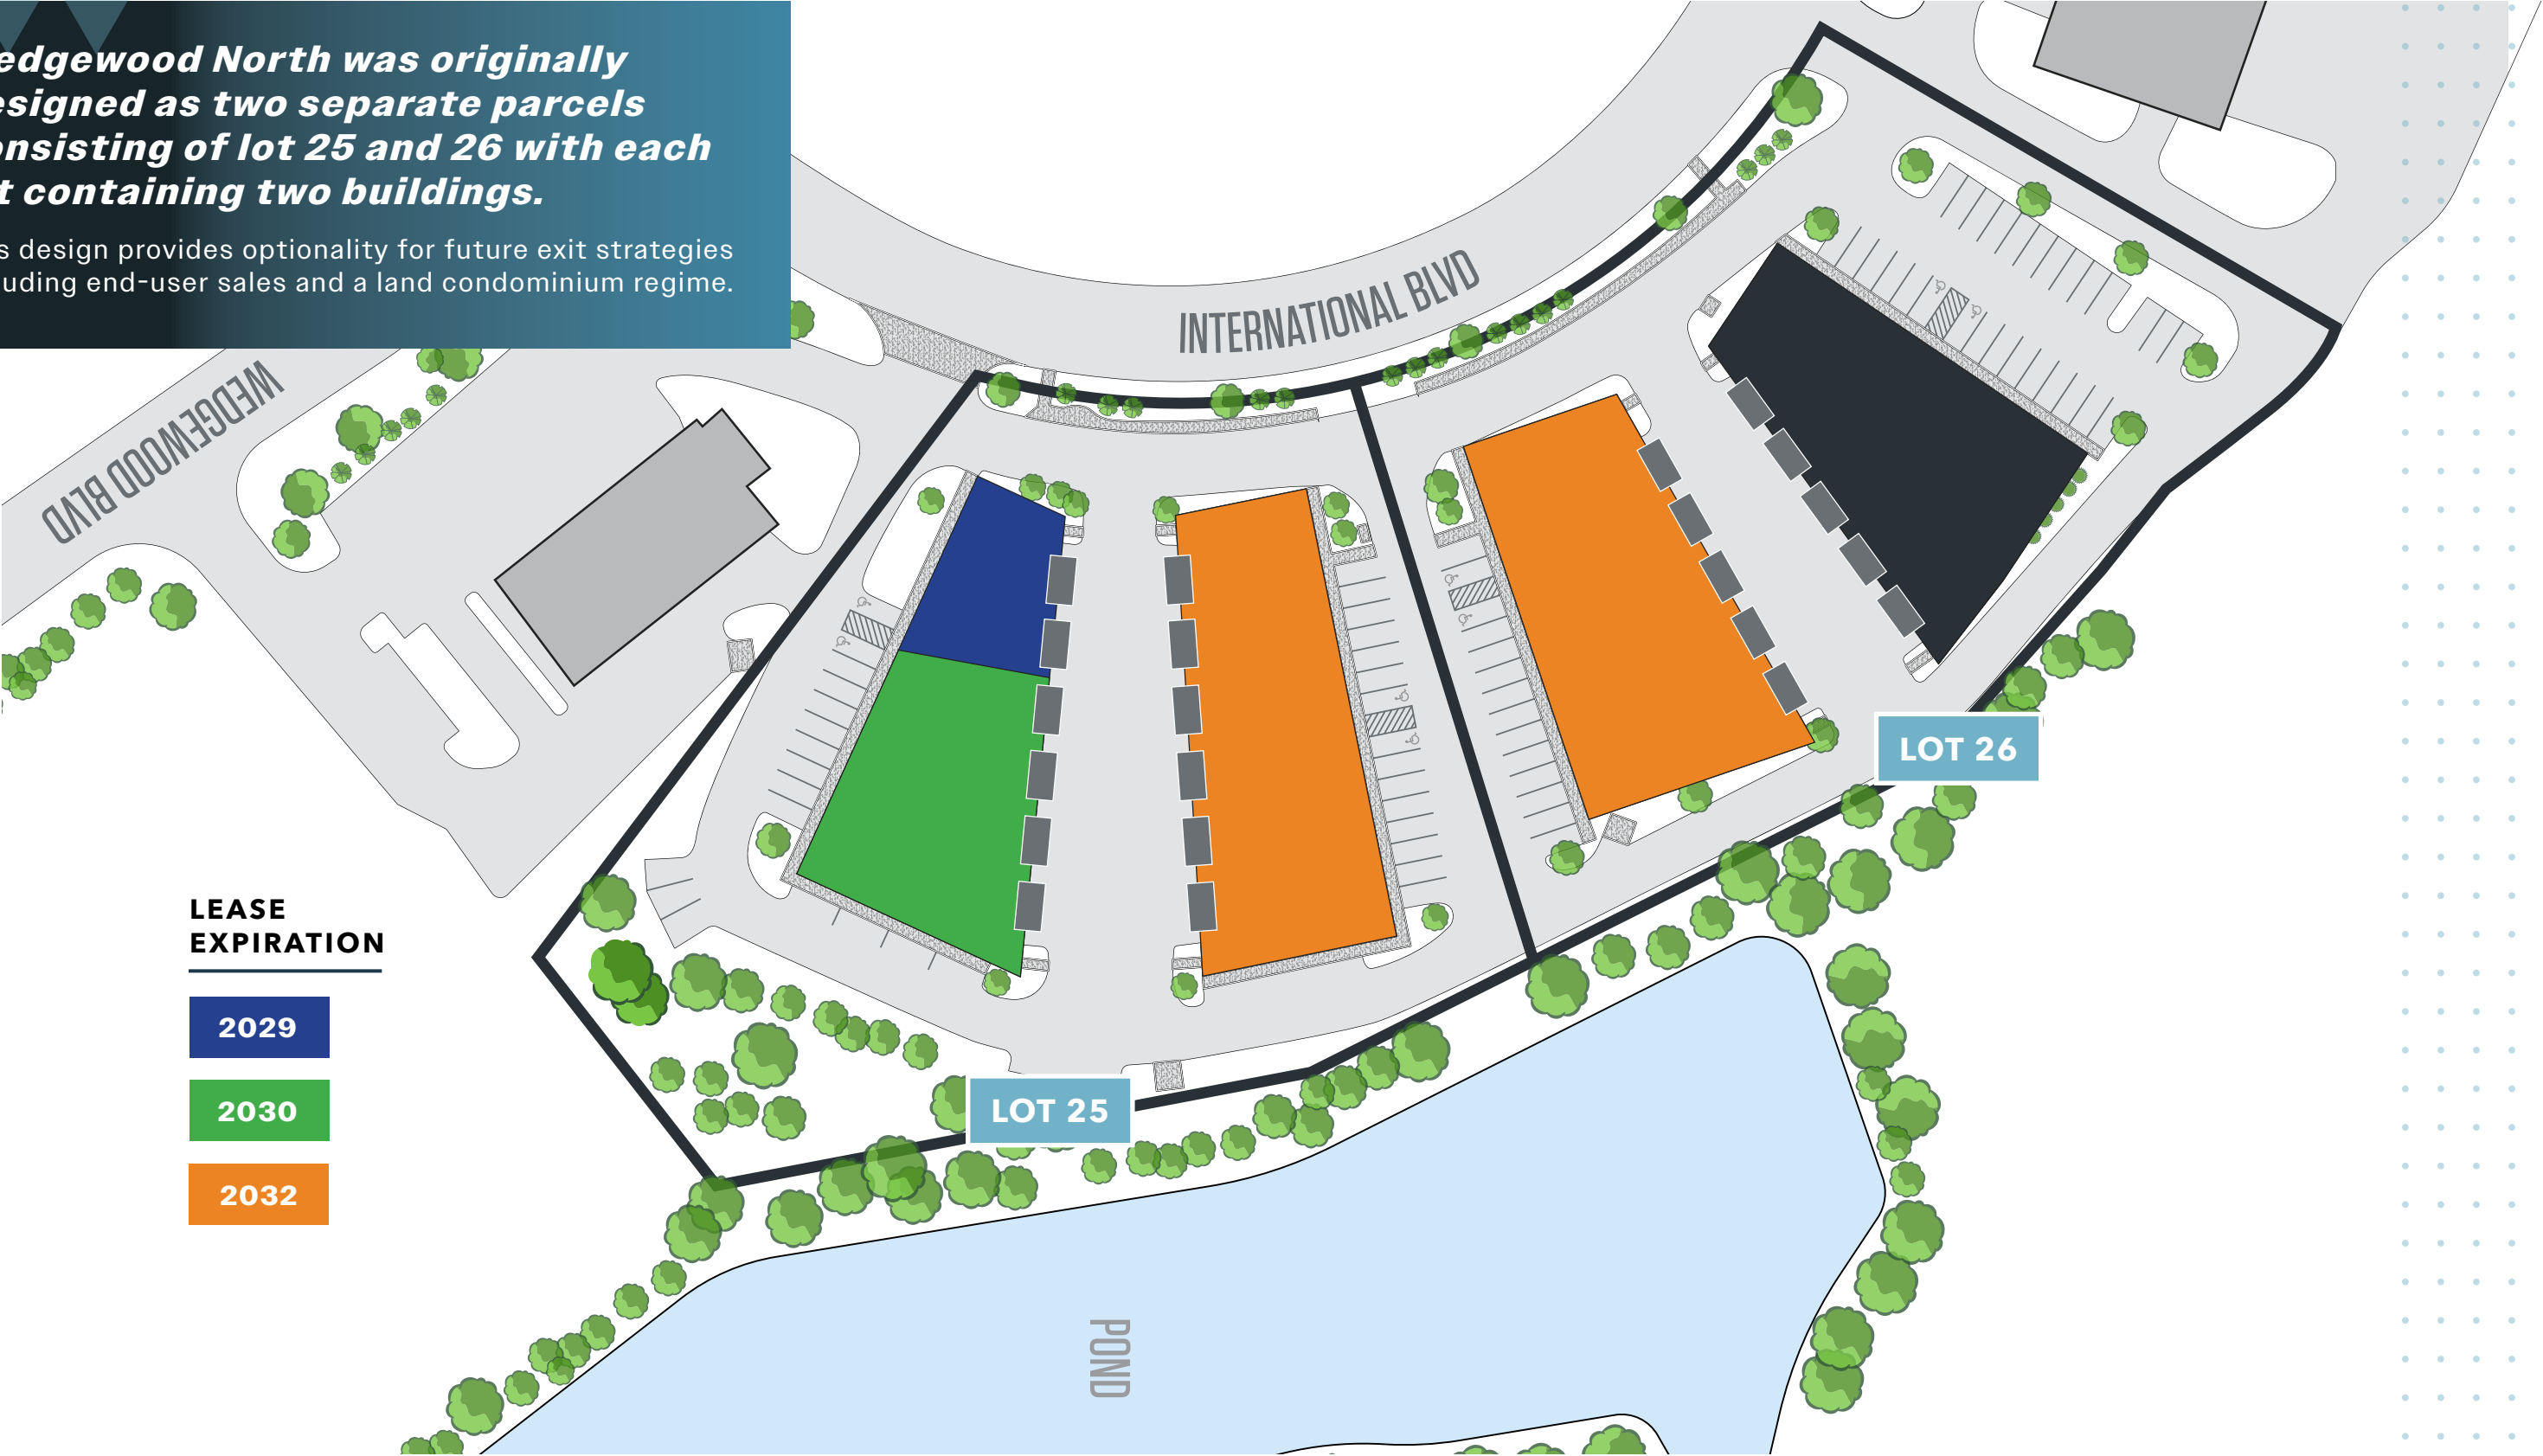 edgewood North was originally
esigned as two separate parcels
onsisting of lot 25 and 26 with each
t containing two buildings.
s design provides optionality for future exit strategies
uding end-user sales and a land condominium regime.
INTERNATIONAL BLVD
WEDGEWOOD BLVD
LOT 26
LEASE
EXPIRATION
2029
2030
2032
LOT 25
POND